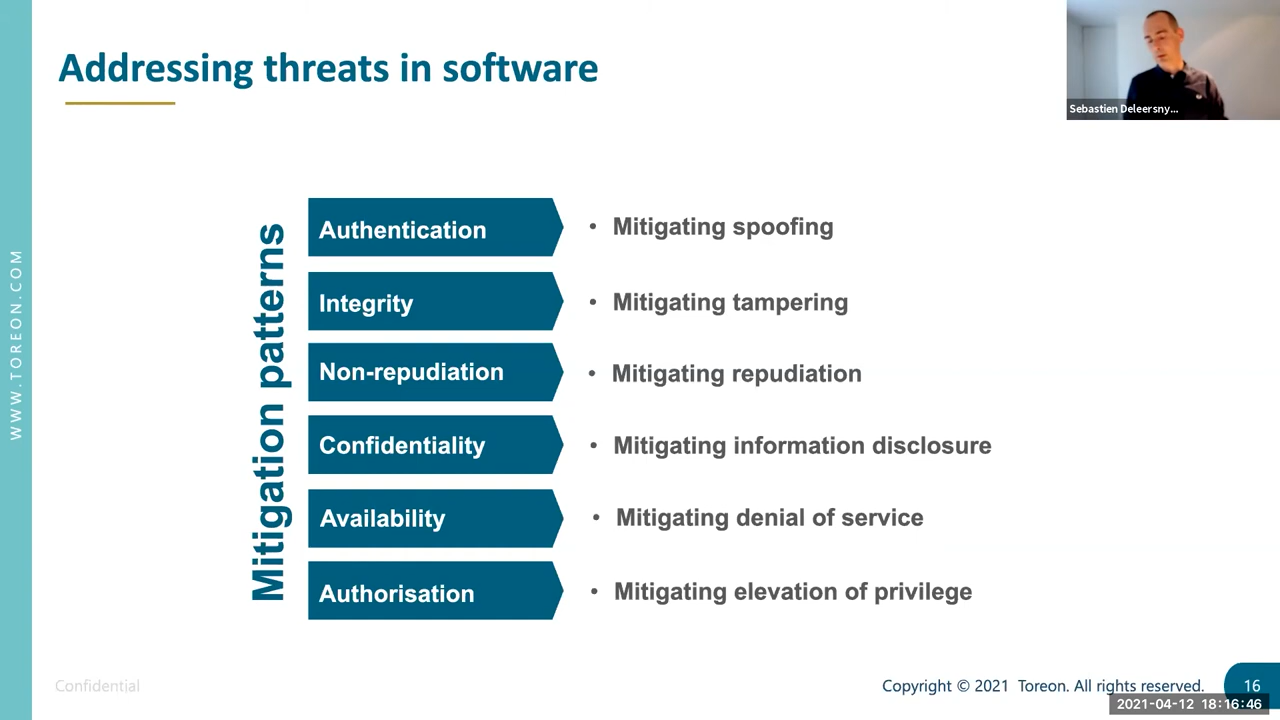 Addressing threats in software
Sebastien Deleersny...
WWW.TOREON.COM
Mitigation patterns
Authentication
• Mitigating spoofing
Integrity
• Mitigating tampering
Non-repudiation
• Mitigating repudiation
Confidentiality
• Mitigating information disclosure
Availability
• Mitigating denial of service
Authorisation
• Mitigating elevation of privilege
Confidential
Copyright © 2021 Toreon. All rights reserved.
16
2021-04-12 18:16:46